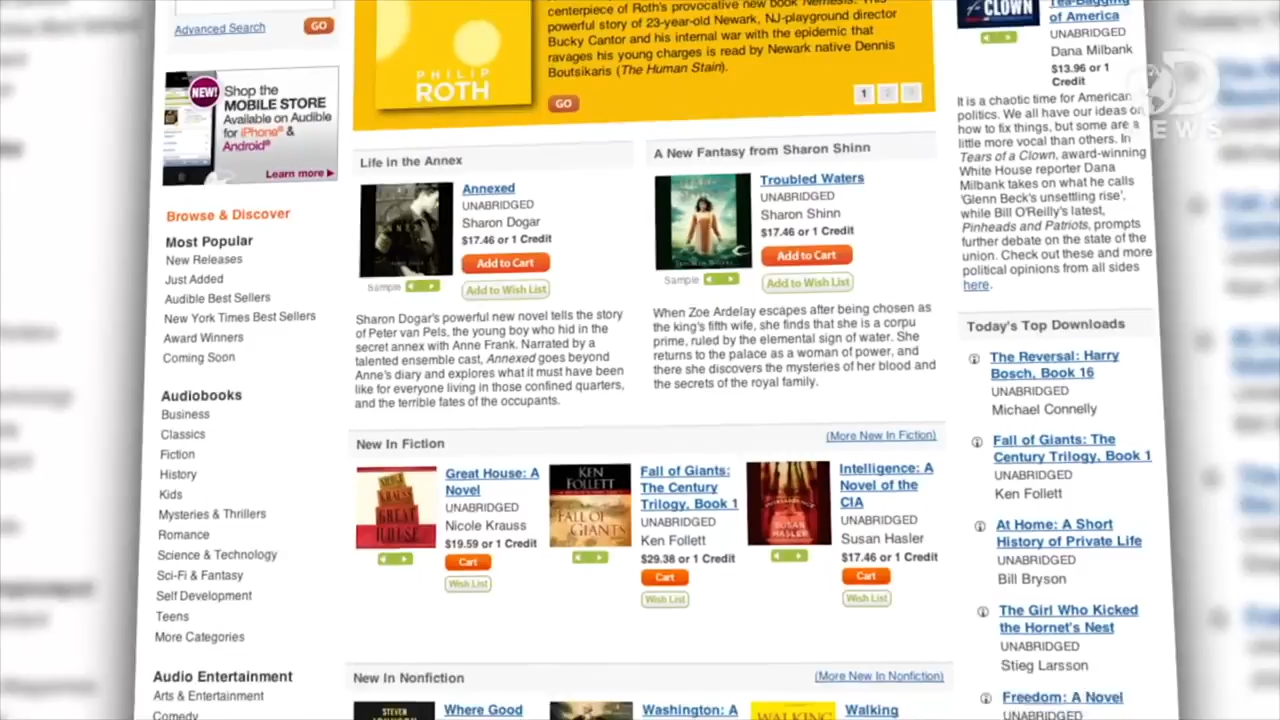 Advanced Search
GO
NEW!
Shop the
MOBILE STORE
Available on Audible
for iPhone® &
Android®
Learn more
Browse & Discover
Most Popular
New Releases
Just Added
Audible Best Sellers
New York Times Best Sellers
Award Winners
Coming Soon
Audiobooks
Business
Classics
Fiction
History
Kids
Mysteries & Thrillers
Romance
Science & Technology
Sci-Fi & Fantasy
Self Development
Teens
More Categories
Audio Entertainment
Arts & Entertainment
Comedy
PHILIP
ROTH
centerpiece of Roth's provocative new book Nemesis. This
powerful story of 23-year-old Newark, NJ-playground director
Bucky Cantor and his internal war with the epidemic that
ravages his young charges is read by Newark native Dennis
Boutsikaris (The Human Stain).
GO
1
2
3
Life in the Annex
Annexed
UNABRIDGED
Sharon Dogar
$17.46 or 1 Credit
Add to Cart
Sample
Add to Wish List
Sharon Dogar's powerful new novel tells the story
of Peter van Pels, the young boy who hid in the
secret annex with Anne Frank. Narrated by a
talented ensemble cast, Annexed goes beyond
Anne's diary and explores what it must have been
like for everyone living in those confined quarters,
and the terrible fates of the occupants.
A New Fantasy from Sharon Shinn
Troubled Waters
UNABRIDGED
Sharon Shinn
$17.46 or 1 Credit
Add to Cart
Sample
Add to Wish List
When Zoe Ardelay escapes after being chosen as
the king's fifth wife, she finds that she is a corpu
prime, ruled by the elemental sign of water. She
returns to the palace as a woman of power, and
there she discovers the mysteries of her blood and
the secrets of the royal family.
New In Fiction
(More New In Fiction)
NICOLE
KRAUSS
GREAT
HOUSE
Great House: A
Novel
UNABRIDGED
Nicole Krauss
$19.59 or 1 Credit
Cart
Wish List
KEN
FOLLETT
FALL OF
GIANTS
Fall of Giants:
The Century
Trilogy, Book 1
UNABRIDGED
Ken Follett
$29.38 or 1 Credit
Cart
Wish List
SUSAN
HASLER
Intelligence: A
Novel of the
CIA
UNABRIDGED
Susan Hasler
$17.46 or 1 Credit
Cart
Wish List
New In Nonfiction
(More New In Nonfiction)
STEVEN
Where Good
Washington: A
WALKING
Walking
CLOWN
Tea-Bagging
of America
UNABRIDGED
Dana Milbank
$13.96 or 1
Credit
It is a chaotic time for American
politics. We all have our ideas on
how to fix things, but some are a
little more vocal than others. In
Tears of a Clown, award-winning
White House reporter Dana
Milbank takes on what he calls
'Glenn Beck's unsettling rise',
while Bill O'Reilly's latest,
Pinheads and Patriots, prompts
further debate on the state of the
union. Check out these and more
political opinions from all sides
here.
Today's Top Downloads
The Reversal: Harry
Bosch, Book 16
UNABRIDGED
Michael Connelly
Fall of Giants: The
Century Trilogy, Book 1
UNABRIDGED
Ken Follett
At Home: A Short
History of Private Life
UNABRIDGED
Bill Bryson
The Girl Who Kicked
the Hornet's Nest
UNABRIDGED
Stieg Larsson
Freedom: A Novel
UNABRIDGED
D
NEWS